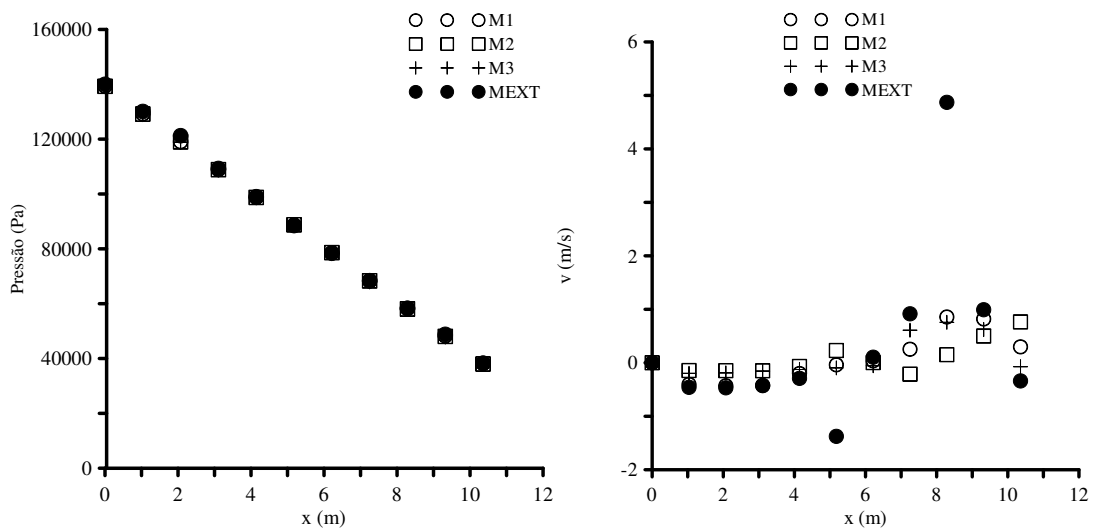 M1
M2
M3
MEXT
160000
120000
80000
40000
0
Pressão (Pa)
0 2 4 6 8 10 12
x (m)
M1
M2
M3
MEXT
6
4
2
0
-2
v (m/s)
0 2 4 6 8 10 12
x (m)